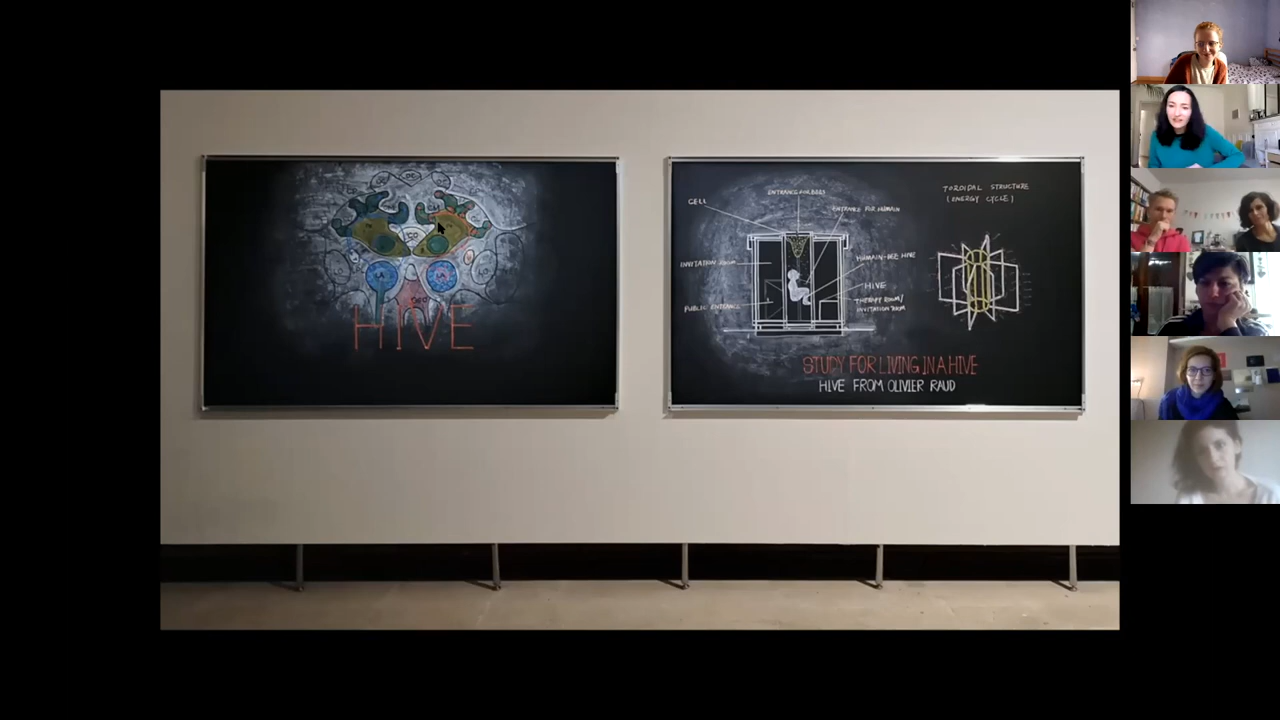 HIVE
CELL
ENTRANCE FOR BEES
ENTRANCE FOR HUMAN
INVITATION ROOM
HUMAN-BEE HIVE
HIVE
PUBLIC ENTRANCE
THERAPY ROOM/
INVITATION ROOM
TOROIDAL STRUCTURE
(ENERGY CYCLE)
STUDY FOR LIVING IN A HIVE
HIVE FROM OLIVIER RAUD